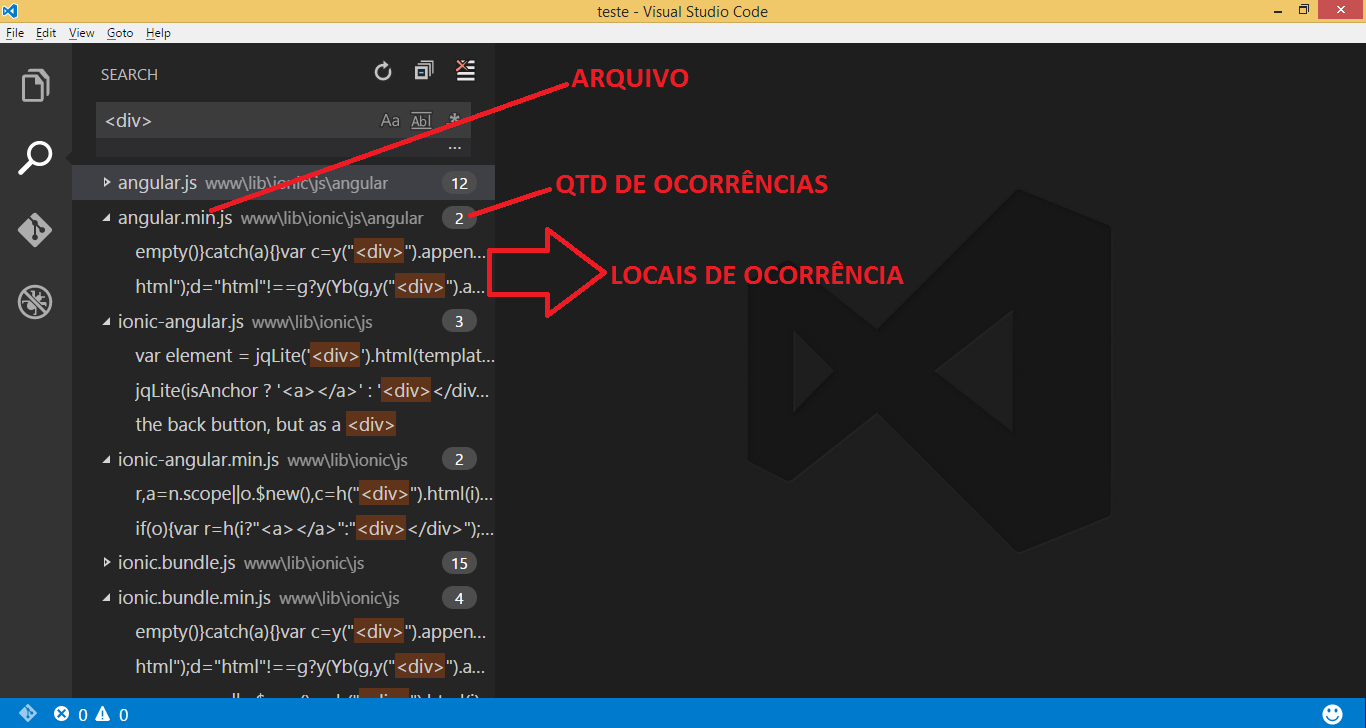 teste - Visual Studio Code
File Edit View Goto Help
SEARCH
ARQUIVO
<div> Aa Abl .*
...
angular.js www\lib\ionic\js\angular 12
QTD DE OCORRÊNCIAS
angular.min.js www\lib\ionic\js\angular 2
empty()}catch(a){}var c=y("<div>").appen...
LOCAIS DE OCORRÊNCIA
html");d="html"!==g?y(Yb(g,y("<div>").a...
ionic-angular.js www\lib\ionic\js 3
var element = jqLite('<div>').html(templat...
jqLite(isAnchor ? '<a></a>' : '<div></div...
the back button, but as a <div>
ionic-angular.min.js www\lib\ionic\js 2
r,a=n.scope||o.$new(),c=h("<div>").html(i)...
if(o){var r=h(i?"<a></a>":"<div></div>");...
ionic.bundle.js www\lib\ionic\js 15
ionic.bundle.min.js www\lib\ionic\js 4
empty()}catch(a){}var c=y("<div>").appen...
html");d="html"!==g?y(Yb(g,y("<div>").a...
0 0